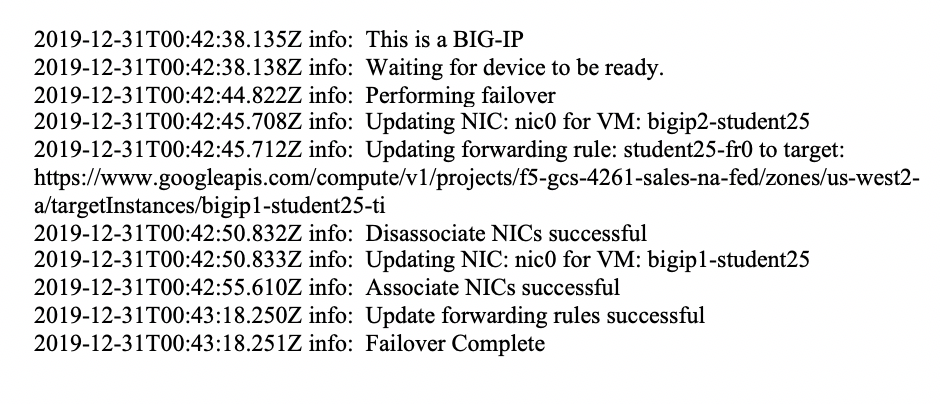 2019-12-31T00:42:38.135Z info:  This is a BIG-IP
2019-12-31T00:42:38.138Z info:  Waiting for device to be ready.
2019-12-31T00:42:44.822Z info:  Performing failover
2019-12-31T00:42:45.708Z info:  Updating NIC: nic0 for VM: bigip2-student25
2019-12-31T00:42:45.712Z info:  Updating forwarding rule: student25-fr0 to target:
https://www.googleapis.com/compute/v1/projects/f5-gcs-4261-sales-na-fed/zones/us-west2-
a/targetInstances/bigip1-student25-ti
2019-12-31T00:42:50.832Z info:  Disassociate NICs successful
2019-12-31T00:42:50.833Z info:  Updating NIC: nic0 for VM: bigip1-student25
2019-12-31T00:42:55.610Z info:  Associate NICs successful
2019-12-31T00:43:18.250Z info:  Update forwarding rules successful
2019-12-31T00:43:18.251Z info:  Failover Complete